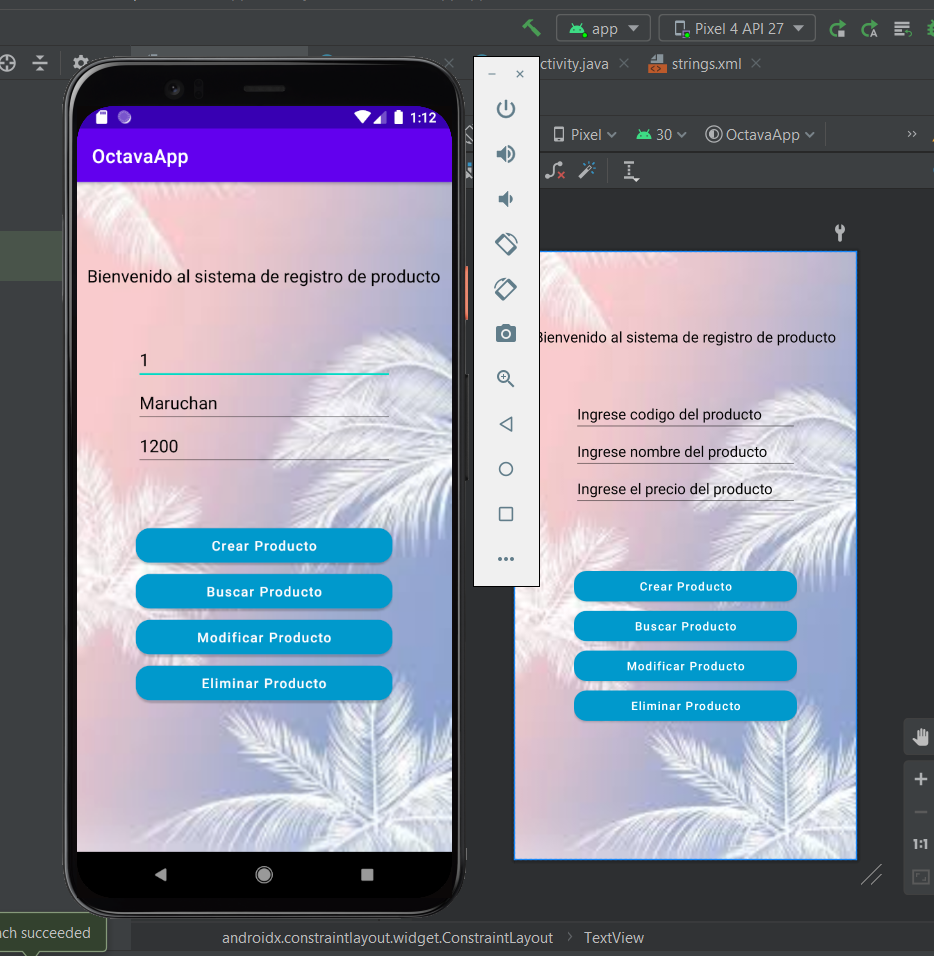 app
Pixel 4 API 27
A
ctivity.java
strings.xml
Pixel
30
OctavaApp
1:12
OctavaApp
Bienvenido al sistema de registro de producto
1
Maruchan
1200
Crear Producto
Buscar Producto
Modificar Producto
Eliminar Producto
Bienvenido al sistema de registro de producto
Ingrese codigo del producto
Ingrese nombre del producto
Ingrese el precio del producto
Crear Producto
Buscar Producto
Modificar Producto
Eliminar Producto
1:1
ch succeeded
androidx.constraintlayout.widget.ConstraintLayout
TextView